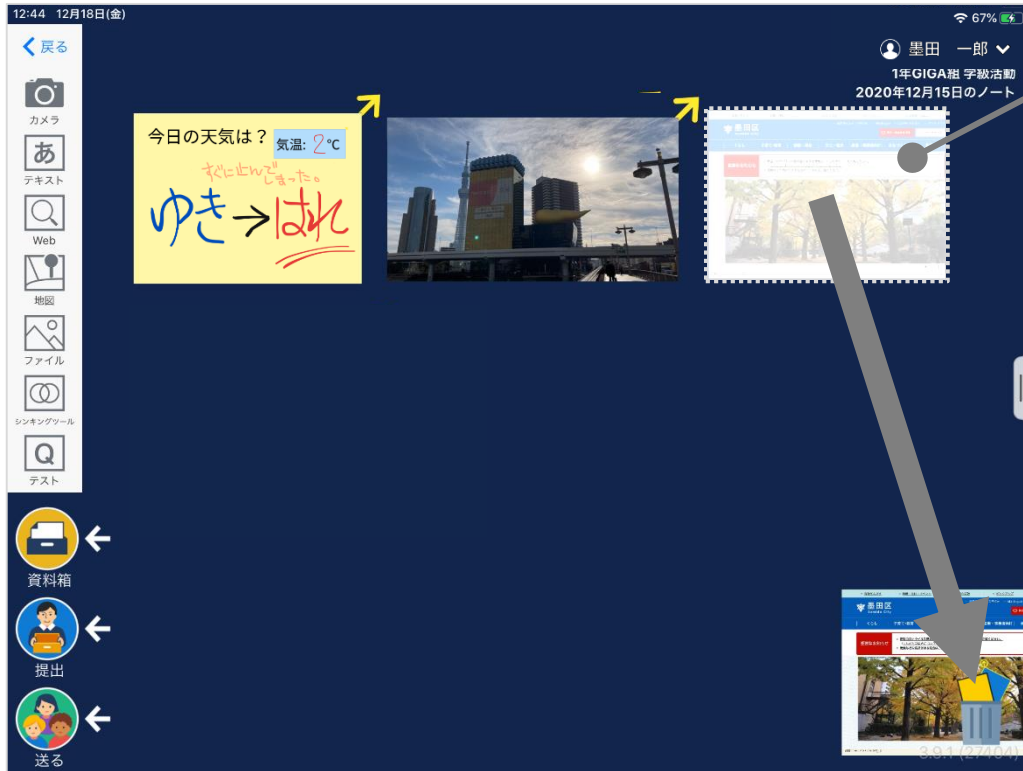 12:44 12月18日(金)
67%
戻る
墨田 一郎
1年GIGA組 学級活動
2020年12月15日のノート
カメラ
テキスト
Web
地図
ファイル
シンキングツール
Q
テスト
資料箱
提出
送る
あ
今日の天気は？
気温: 2℃
すぐに止んで
しまった。
ゆき→はれ
墨田区
墨田区
3.9.1 (27404)